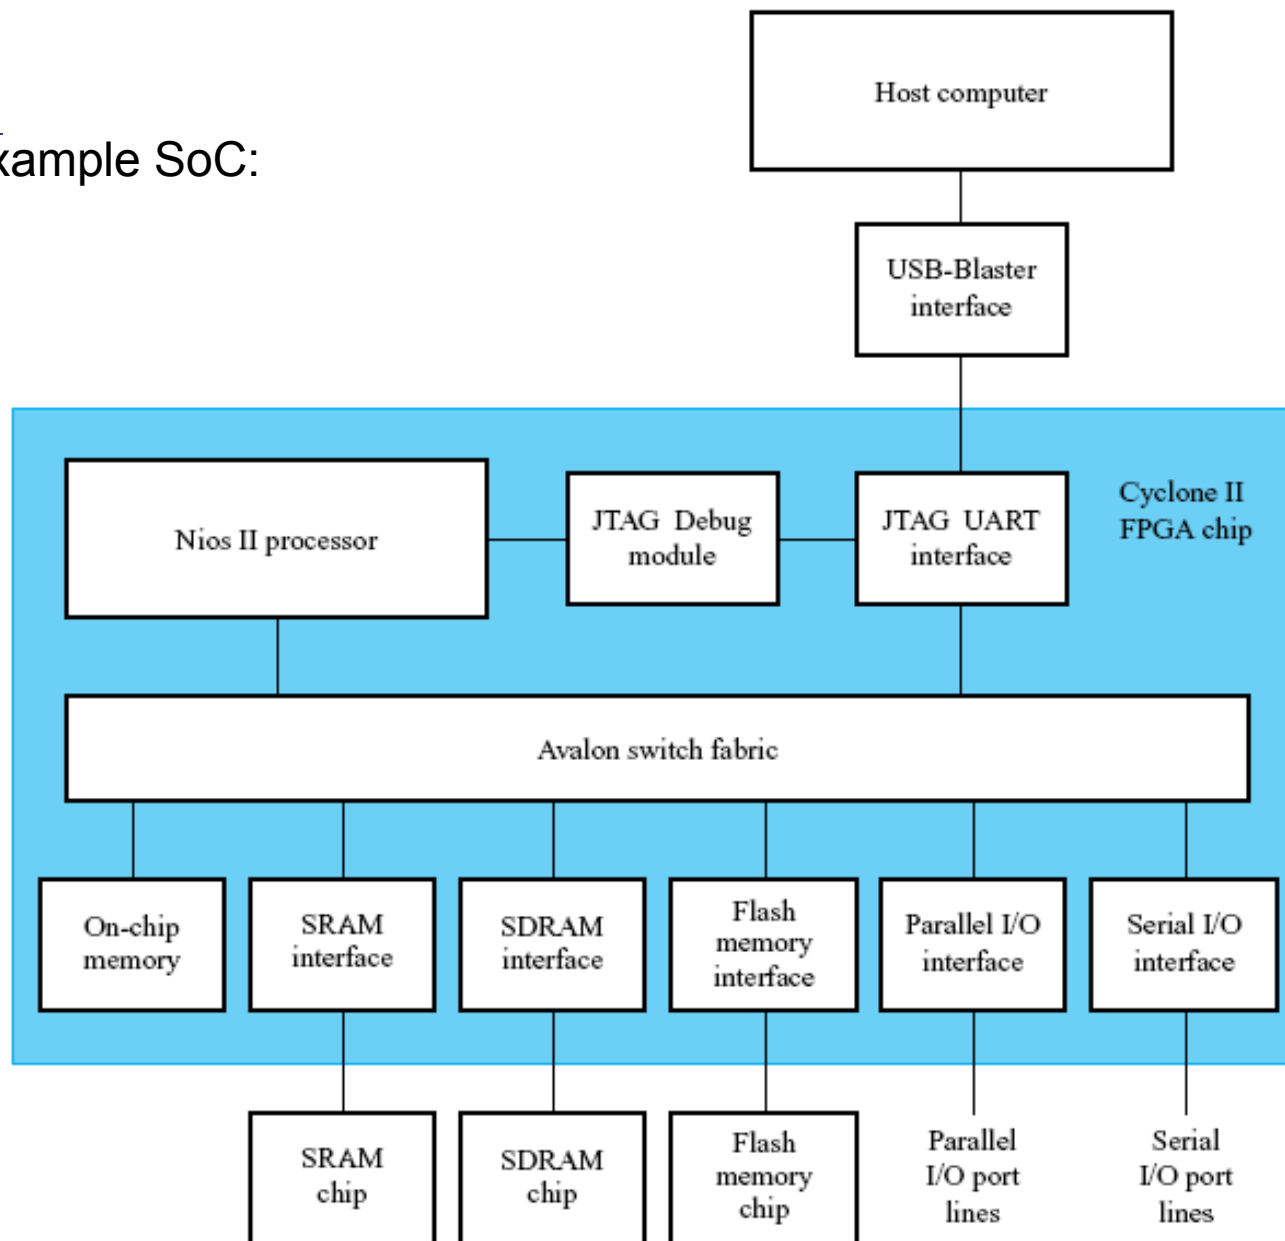 Host computer
xample SoC:
USB-Blaster
interface
Cyclone II
FPGA chip
Nios II processor
JTAG Debug
module
JTAG UART
interface
Avalon switch fabric
On-chip
memory
SRAM
interface
SDRAM
interface
Flash
memory
interface
Parallel I/O
interface
Serial I/O
interface
SRAM
chip
SDRAM
chip
Flash
memory
chip
Parallel
I/O port
lines
Serial
I/O port
lines